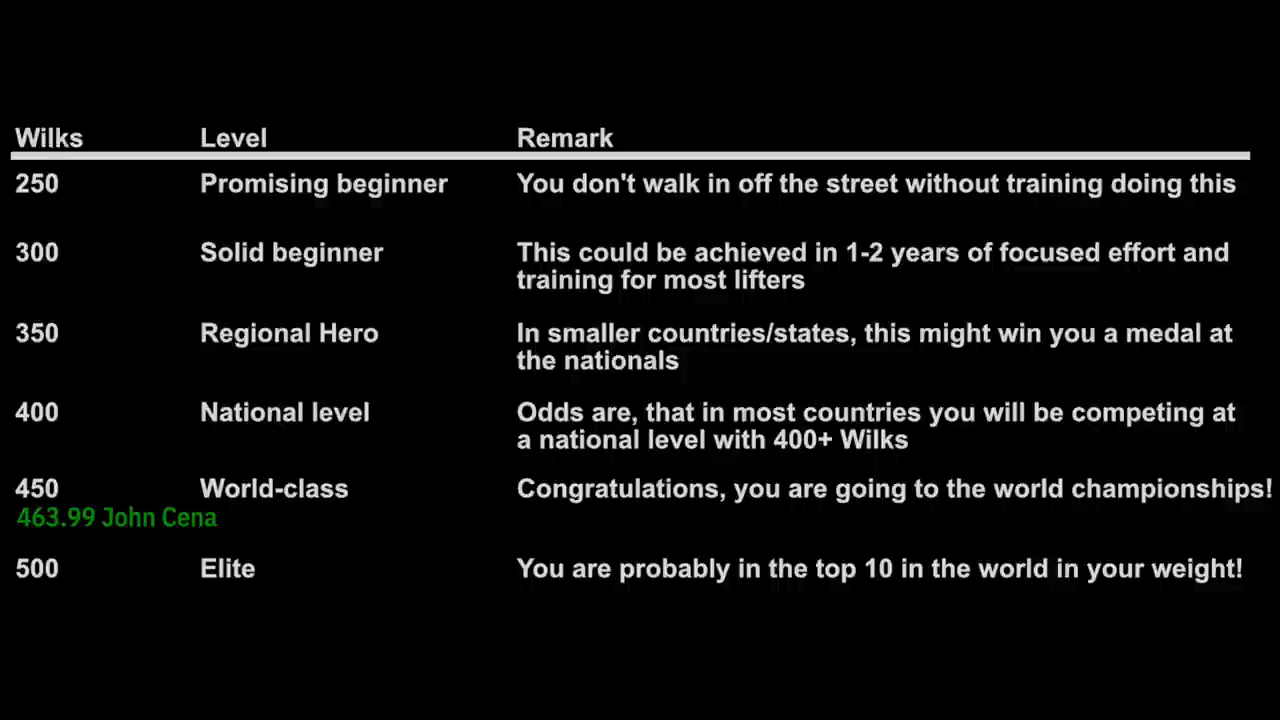 Wilks Level Remark
250 Promising beginner You don't walk in off the street without training doing this
300 Solid beginner This could be achieved in 1-2 years of focused effort and
training for most lifters
350 Regional Hero In smaller countries/states, this might win you a medal at
the nationals
400 National level Odds are, that in most countries you will be competing at
a national level with 400+ Wilks
450 World-class Congratulations, you are going to the world championships!
463.99 John Cena
500 Elite You are probably in the top 10 in the world in your weight!